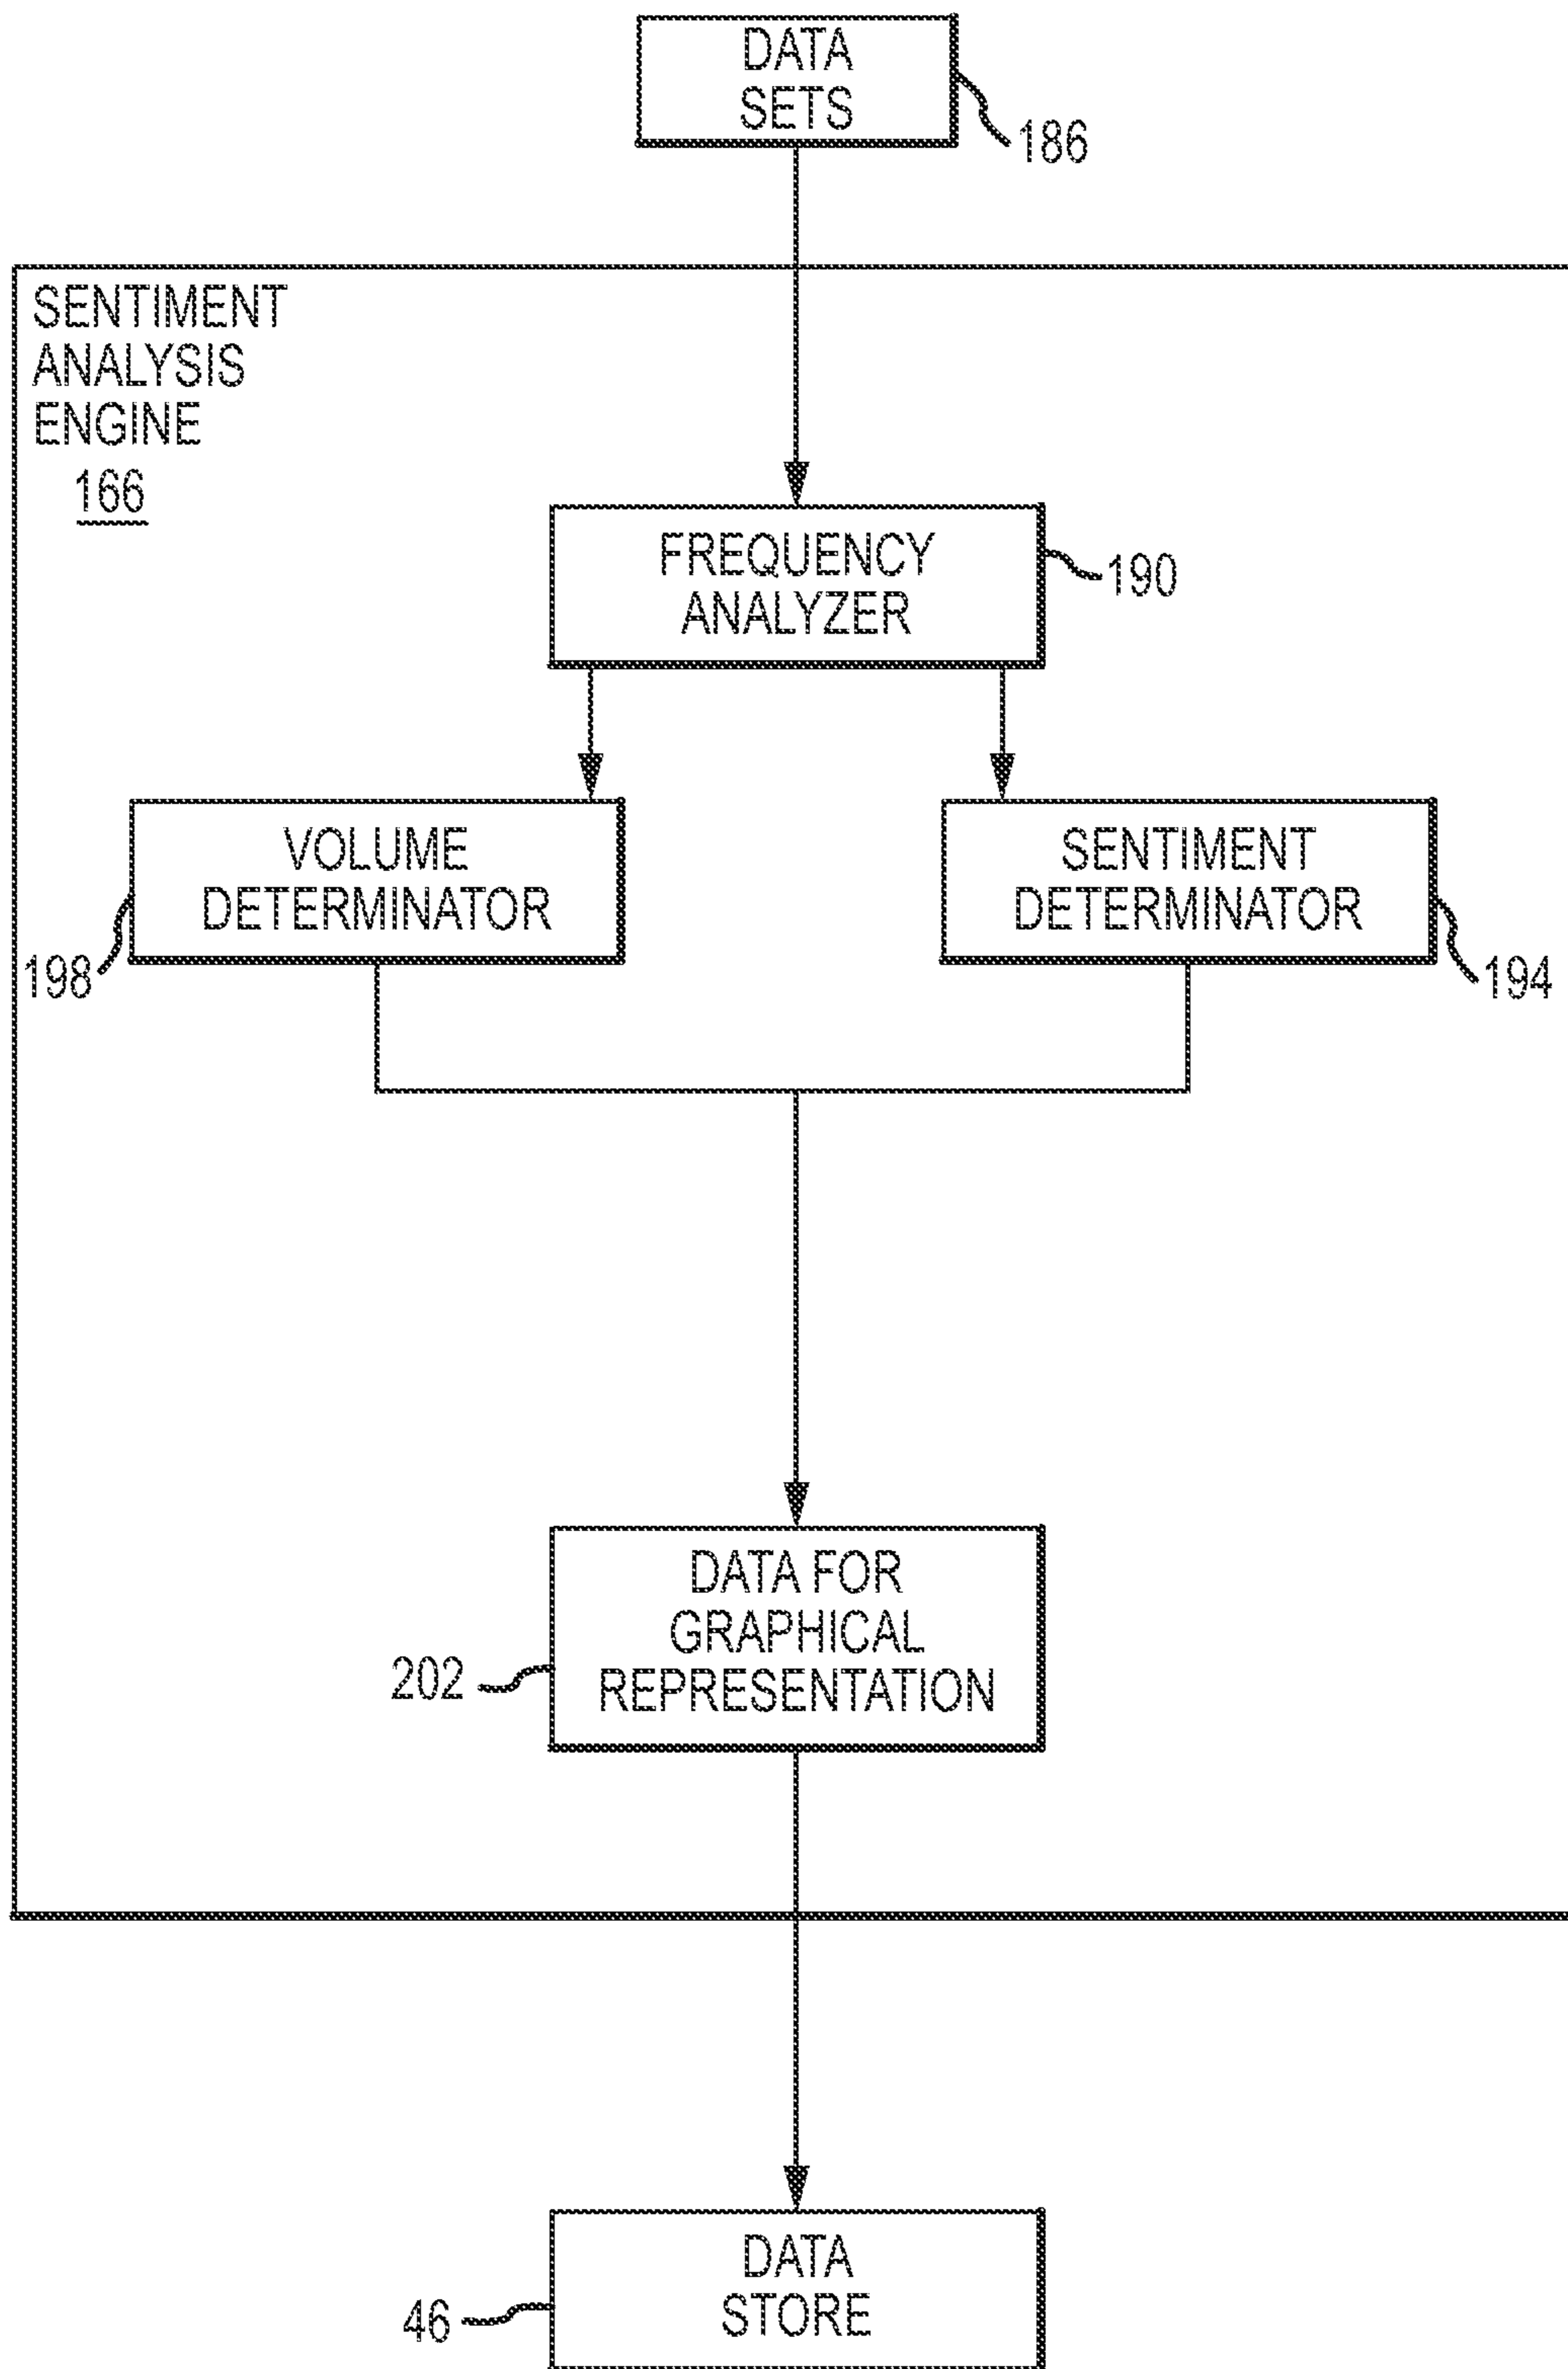 DATA
SETS
186
SENTIMENT
ANALYSIS
ENGINE
166
FREQUENCY
ANALYZER
190
VOLUME
DETERMINATOR
198
SENTIMENT
DETERMINATOR
194
DATA FOR
GRAPHICAL
REPRESENTATION
202
DATA
STORE
46